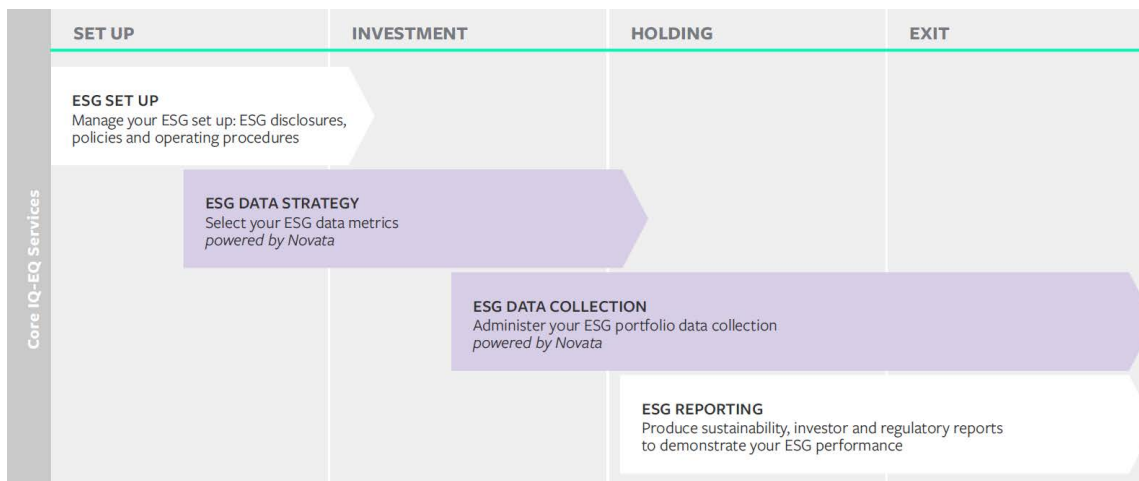 SET UP
INVESTMENT
HOLDING
EXIT
Core IQ-EQ Services
ESG SET UP
Manage your ESG set up: ESG disclosures,
policies and operating procedures
ESG DATA STRATEGY
Select your ESG data metrics
powered by Novata
ESG DATA COLLECTION
Administer your ESG portfolio data collection
powered by Novata
ESG REPORTING
Produce sustainability, investor and regulatory reports
to demonstrate your ESG performance